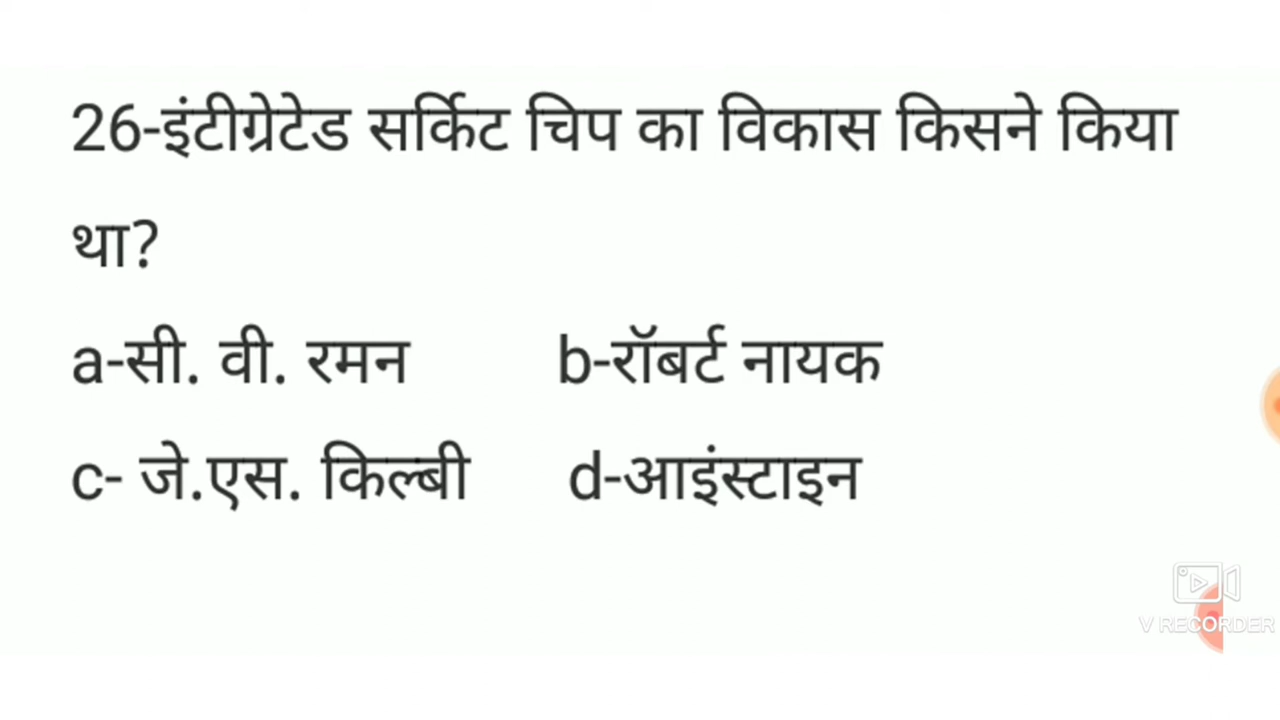 26-इंटीग्रेटेड सर्किट चिप का विकास किसने किया
था?
a-सी. वी. रमन b-रॉबर्ट नायक
c- जे.एस. किल्बी d-आइंस्टाइन
V RECORDER